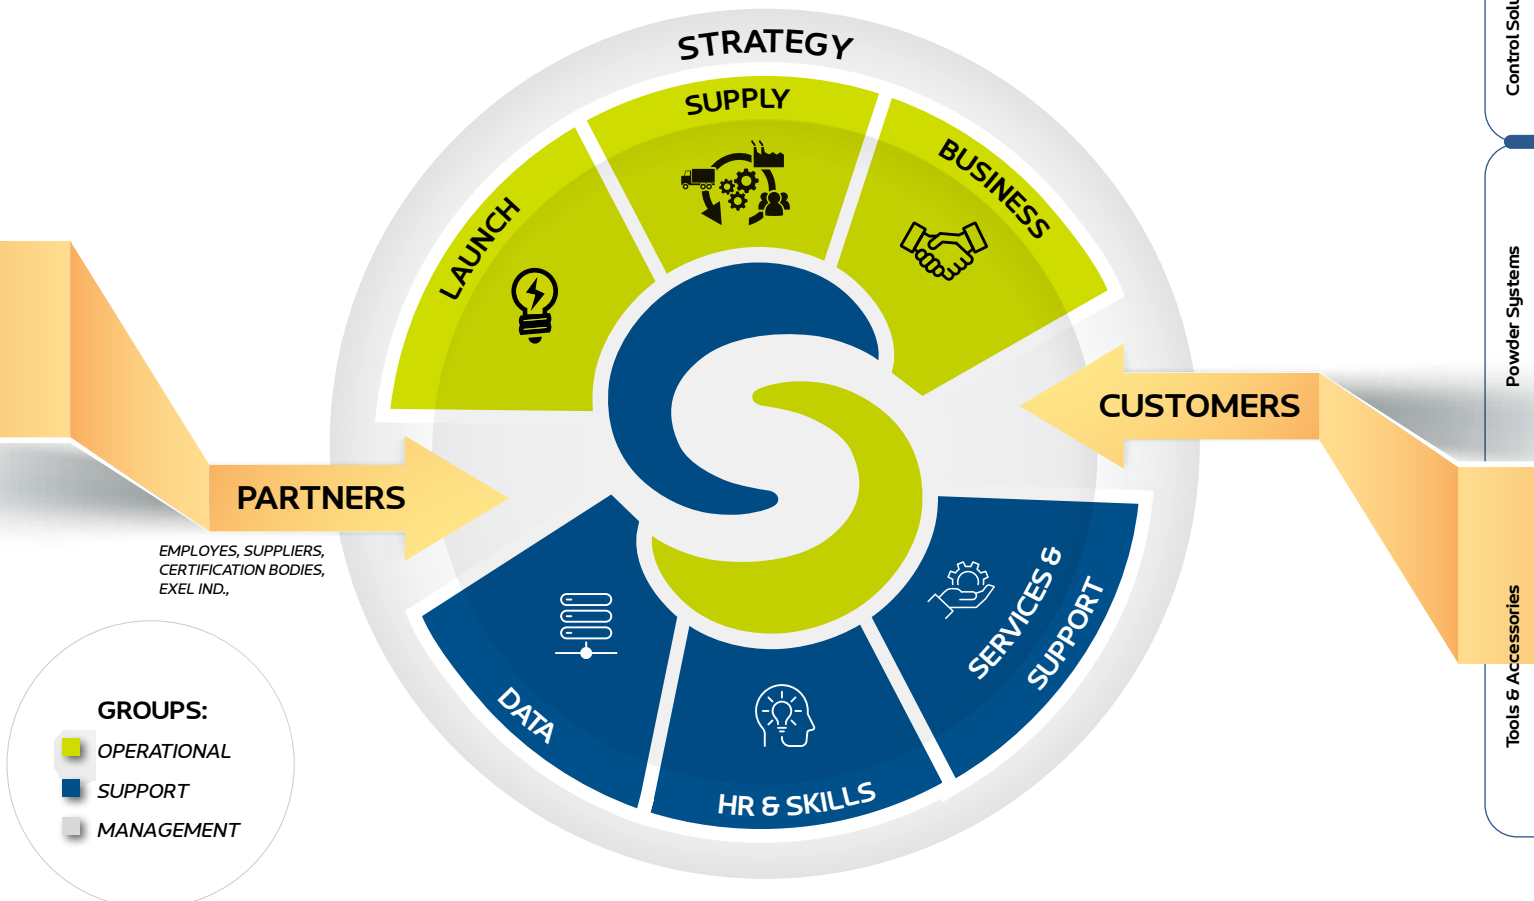 STRATEGY
SUPPLY
BUSINESS
LAUNCH
CUSTOMERS
PARTNERS
EMPLOYES, SUPPLIERS,
CERTIFICATION BODIES,
EXEL IND.,
SERVICES &
SUPPORT
DATA
HR & SKILLS
GROUPS:
OPERATIONAL
SUPPORT
MANAGEMENT
Control
Powder Systems
Tools & Accessories